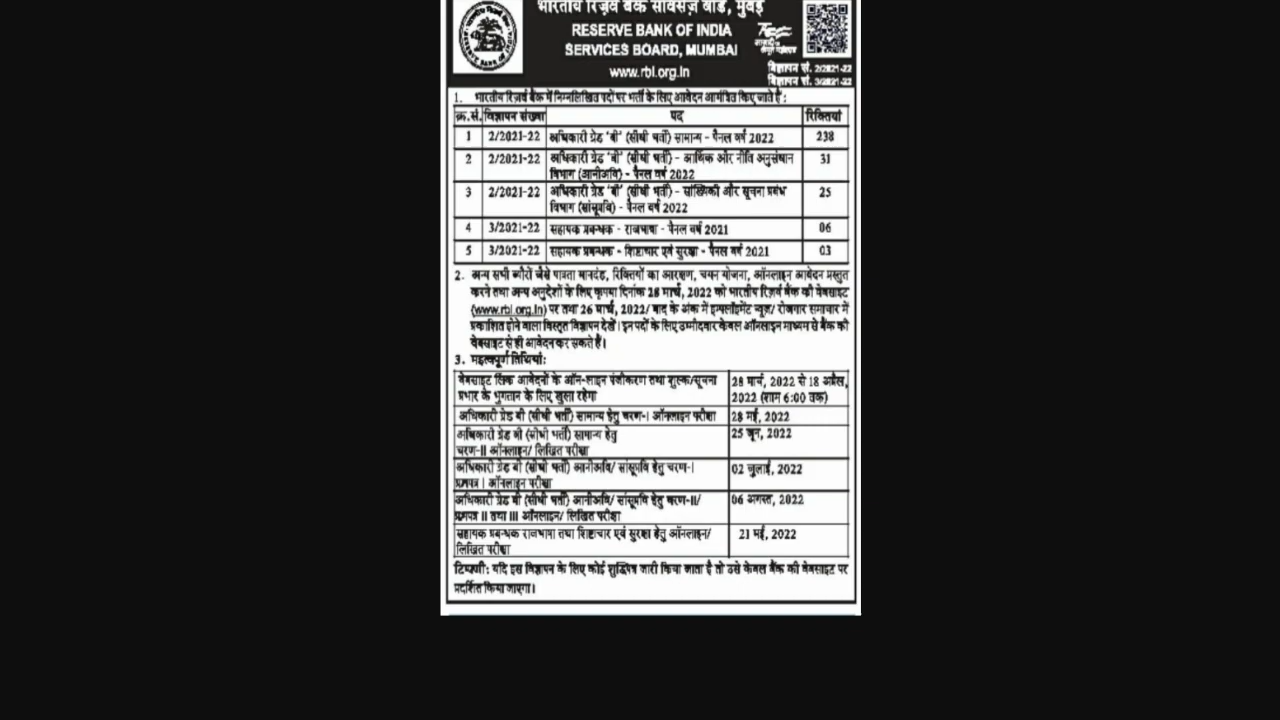 भारतीय रिज़र्व बैंक सर्विसेज़ बोर्ड, मुंबई
RESERVE BANK OF INDIA
SERVICES BOARD, MUMBAI
www.rbi.org.in
विज्ञापन सं. 2/2021-22
विज्ञापन सं. 3/2021-22
1. भारतीय रिज़र्व बैंक में निम्नलिखित पदों पर भर्ती के लिए आवेदन आमंत्रित किए जाते हैं :
क्र.सं. विज्ञापन संख्या पद रिक्तियां
1 2/2021-22 अधिकारी ग्रेड 'बी' (सीधी भर्ती) सामान्य - पैनल वर्ष 2022 238
2 2/2021-22 अधिकारी ग्रेड 'बी' (सीधी भर्ती) - आर्थिक और नीति अनुसंधान 31
विभाग (आनीअवि) - पैनल वर्ष 2022
3 2/2021-22 अधिकारी ग्रेड 'बी' (सीधी भर्ती) - सांख्यिकी और सूचना प्रबंध 25
विभाग (सांसूप्रवि) - पैनल वर्ष 2022
4 3/2021-22 सहायक प्रबन्धक - राजभाषा - पैनल वर्ष 2021 06
5 3/2021-22 सहायक प्रबन्धक - शिष्टाचार एवं सुरक्षा - पैनल वर्ष 2021 03
2. अन्य सभी ब्यौरों जैसे पात्रता मानदंड, रिक्तियों का आरक्षण, चयन योजना, ऑनलाइन आवेदन प्रस्तुत
करने तथा अन्य अनुदेशों के लिए कृपया दिनांक 28 मार्च, 2022 को भारतीय रिज़र्व बैंक की वेबसाइट
(www.rbi.org.in) पर तथा 26 मार्च, 2022/ बाद के अंक में इम्प्लॉइमेंट न्यूज़/ रोजगार समाचार में
प्रकाशित होने वाला विस्तृत विज्ञापन देखें। इन पदों के लिए उम्मीदवार केवल ऑनलाइन माध्यम से बैंक की
वेबसाइट से ही आवेदन कर सकते हैं।
3. महत्वपूर्ण तिथियां:
वेबसाइट लिंक आवेदनों के ऑन-लाइन पंजीकरण तथा शुल्क/सूचना 28 मार्च, 2022 से 18 अप्रैल,
प्रभार के भुगतान के लिए खुला रहेगा 2022 (शाम 6:00 तक)
अधिकारी ग्रेड बी (सीधी भर्ती) सामान्य हेतु चरण-I ऑनलाइन परीक्षा 28 मई, 2022
अधिकारी ग्रेड बी (सीधी भर्ती) सामान्य हेतु 25 जून, 2022
चरण-II ऑनलाइन/ लिखित परीक्षा
अधिकारी ग्रेड बी (सीधी भर्ती) आनीअवि/ सांसूप्रवि हेतु चरण-I 02 जुलाई, 2022
प्रश्नपत्र I ऑनलाइन परीक्षा
अधिकारी ग्रेड बी (सीधी भर्ती) आनीअवि/ सांसूप्रवि हेतु चरण-II/ 06 अगस्त, 2022
प्रश्नपत्र II तथा III ऑनलाइन/ लिखित परीक्षा
सहायक प्रबन्धक राजभाषा तथा शिष्टाचार एवं सुरक्षा हेतु ऑनलाइन/ 21 मई, 2022
लिखित परीक्षा
टिप्पणी: यदि इस विज्ञापन के लिए कोई शुद्धिपत्र जारी किया जाता है तो उसे केवल बैंक की वेबसाइट पर
प्रदर्शित किया जाएगा।